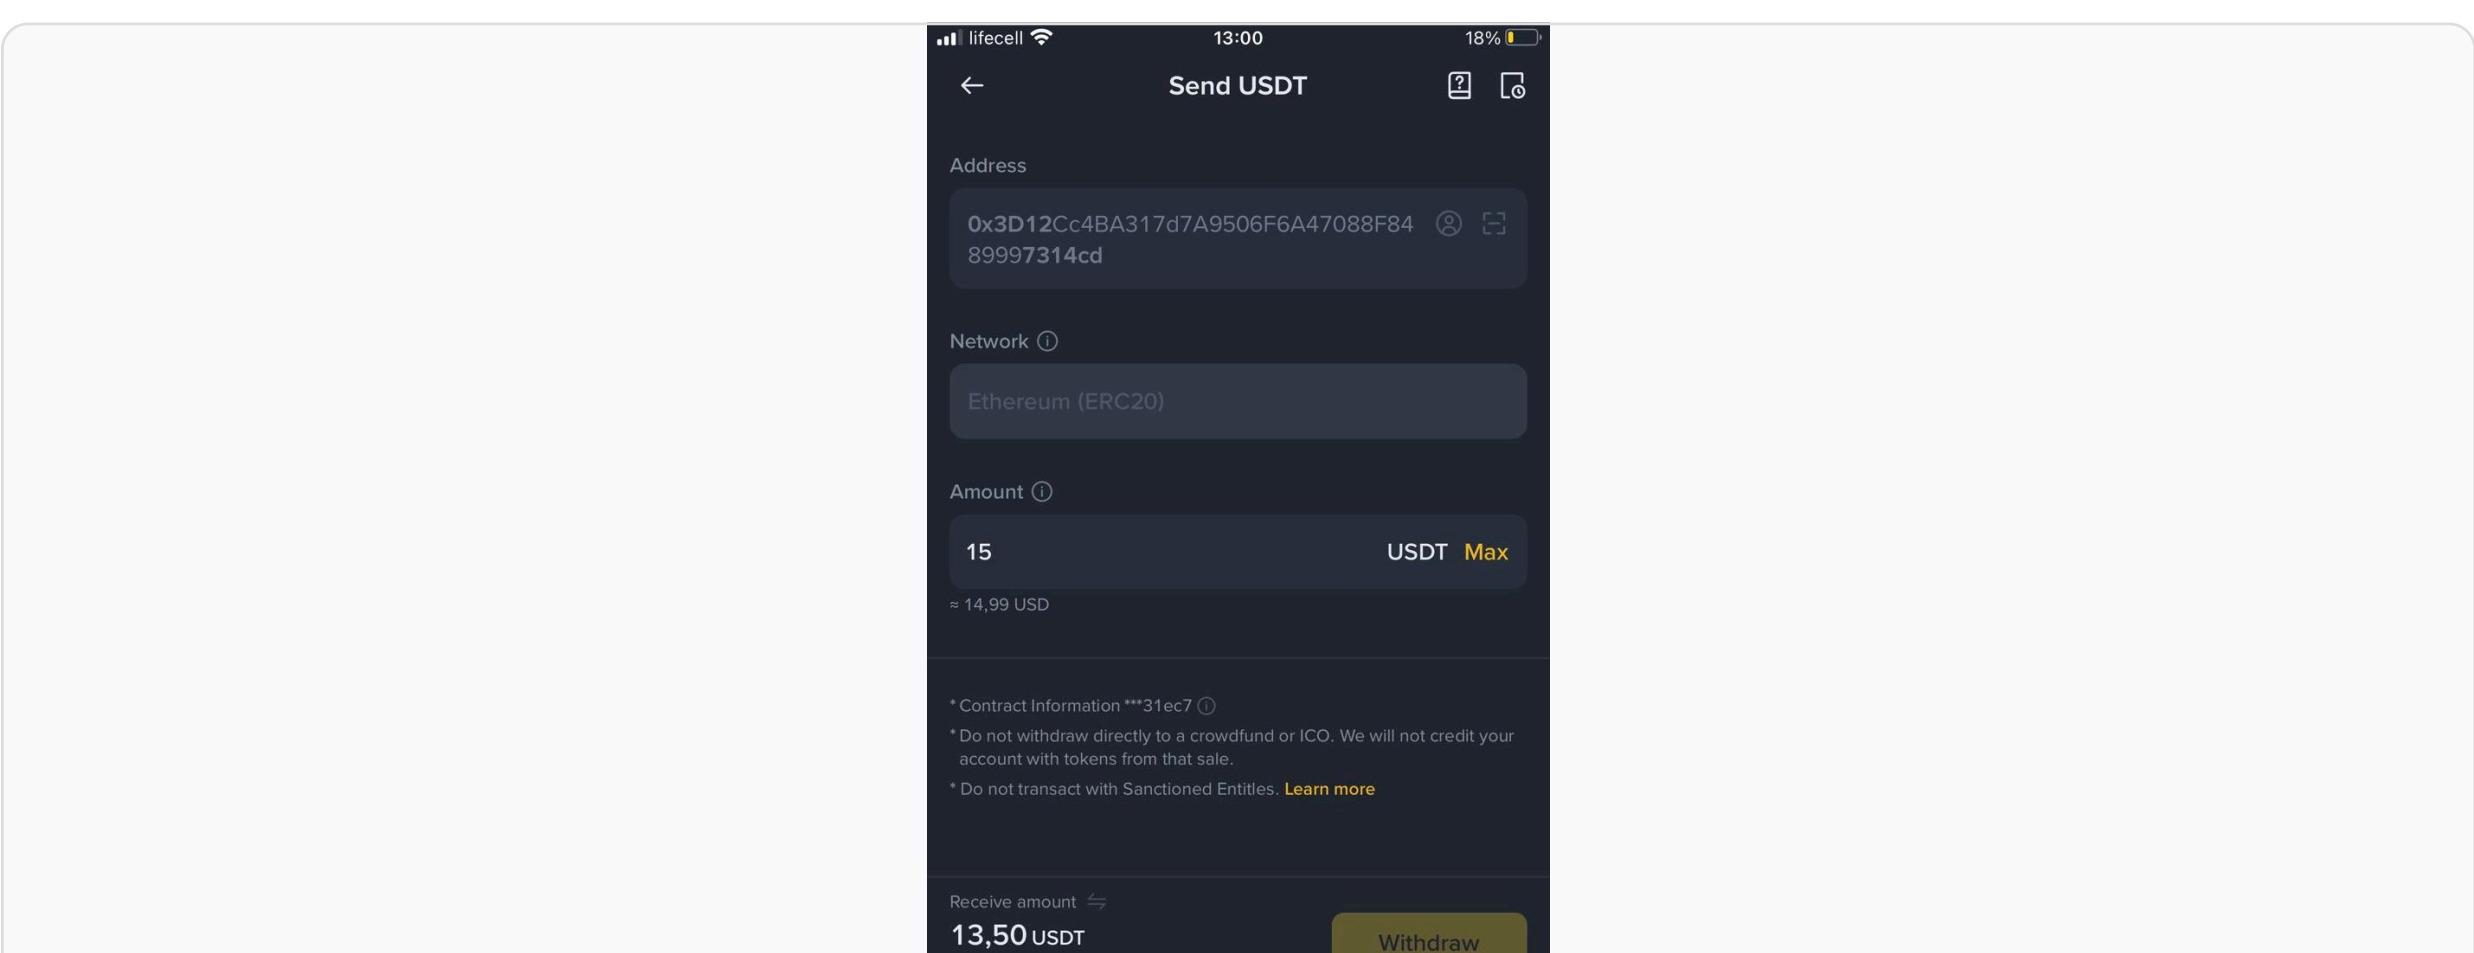 lifecell 13:00 18%
Send USDT
Address
0x3D12Cc4BA317d7A9506F6A47088F84
899997314cd
Network
Ethereum (ERC20)
Amount
15 USDT Max
≈ 14,99 USD
* Contract Information ***31ec7
* Do not withdraw directly to a crowdfund or ICO. We will not credit your
account with tokens from that sale.
* Do not transact with Sanctioned Entitles. Learn more
Receive amount
13,50 USDT
Withdraw